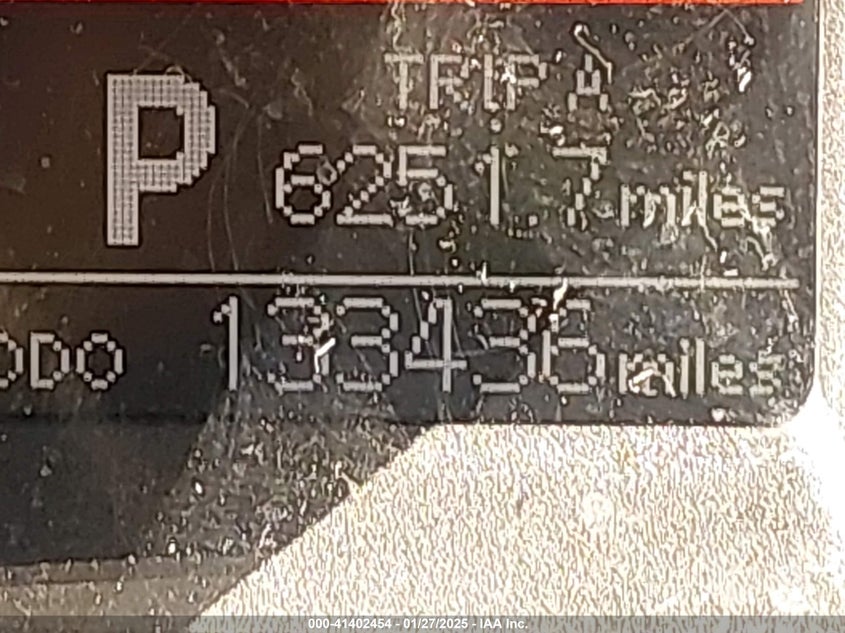 TRIP A
P
6251.7 miles
ODO 133436 miles
000-41402454 - 01/27/2025 - IAA Inc.